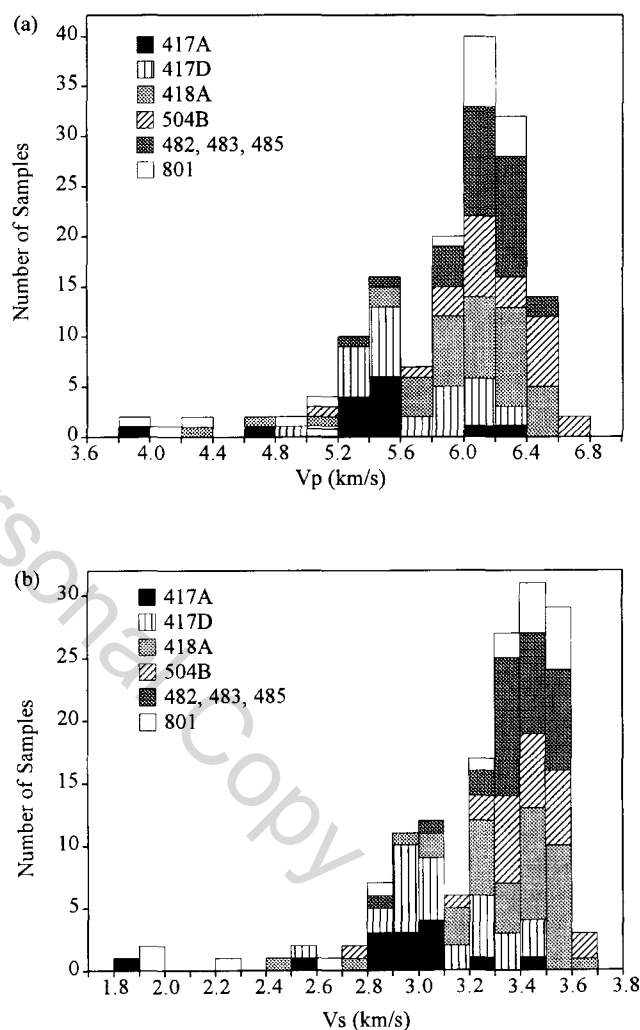 (a)
40
35
30
25
20
15
10
5
0
Number of Samples
417A
417D
418A
504B
482, 483, 485
801
3.6 4.0 4.4 4.8 5.2 5.6 6.0 6.4 6.8
Vp (km/s)
(b)
30
25
20
15
10
5
0
Number of Samples
417A
417D
418A
504B
482, 483, 485
801
1.8 2.0 2.2 2.4 2.6 2.8 3.0 3.2 3.4 3.6 3.8
Vs (km/s)
ersonal Copy